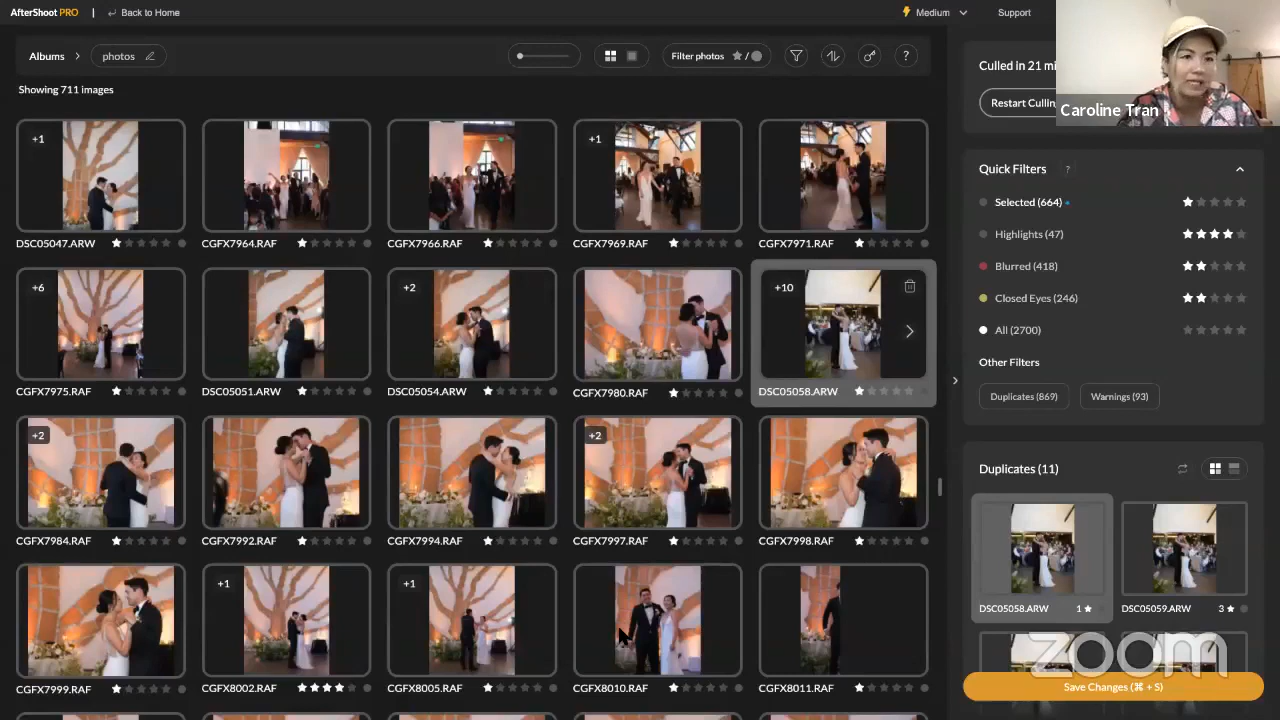 AfterShoot PRO | Back to Home
Medium
Support
Albums > photos
Filter photos / ?
Showing 711 images
+1
+1
DSC05047.ARW
CGFX7964.RAF
CGFX7966.RAF
CGFX7969.RAF
CGFX7971.RAF
+6
+2
+10
CGFX7975.RAF
DSC05051.ARW
DSC05054.ARW
CGFX7980.RAF
DSC05058.ARW
+2
+2
CGFX7984.RAF
CGFX7992.RAF
CGFX7994.RAF
CGFX7997.RAF
CGFX7998.RAF
+1
+1
CGFX7999.RAF
CGFX8002.RAF
CGFX8005.RAF
CGFX8010.RAF
CGFX8011.RAF
Culled in 21
Restart
Caroline Tran
Quick Filters ?
Selected (664)
Highlights (47)
Blurred (418)
Closed Eyes (246)
All (2700)
Other Filters
Duplicates (869)
Warnings (93)
Duplicates (11)
DSC05058.ARW 1
DSC05059.ARW 3
zoom
Save Changes (⌘ + S)